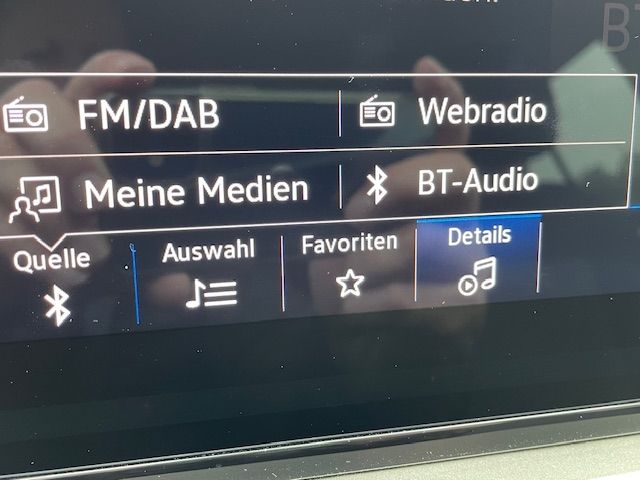 FM/DAB
Webradio
Meine Medien
BT-Audio
Quelle
Auswahl
Favoriten
Details